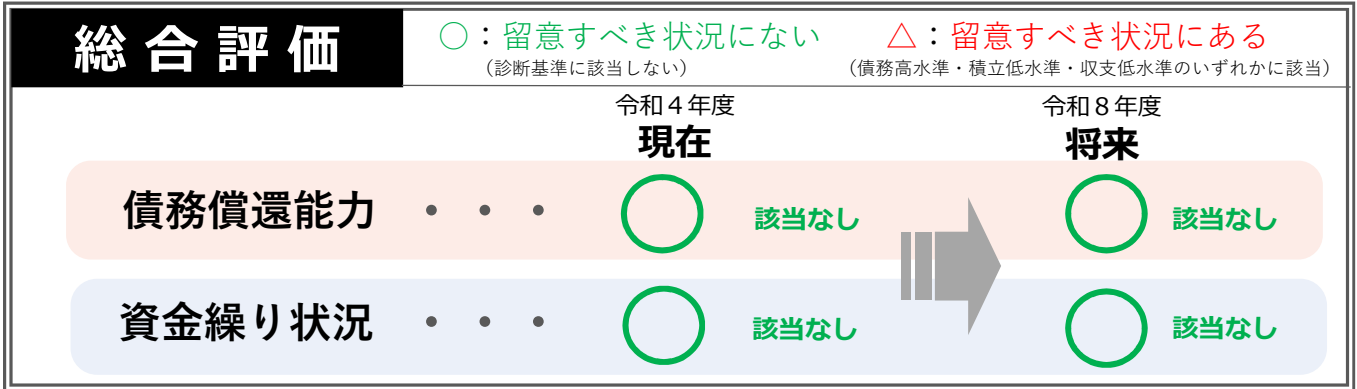 総合評価
○：留意すべき状況にない　△：留意すべき状況にある
（診断基準に該当しない）　（債務高水準・積立低水準・収支低水準のいずれかに該当）
令和４年度　令和８年度
現在　将来
債務償還能力　・・・　○　該当なし　○　該当なし
資金繰り状況　・・・　○　該当なし　○　該当なし